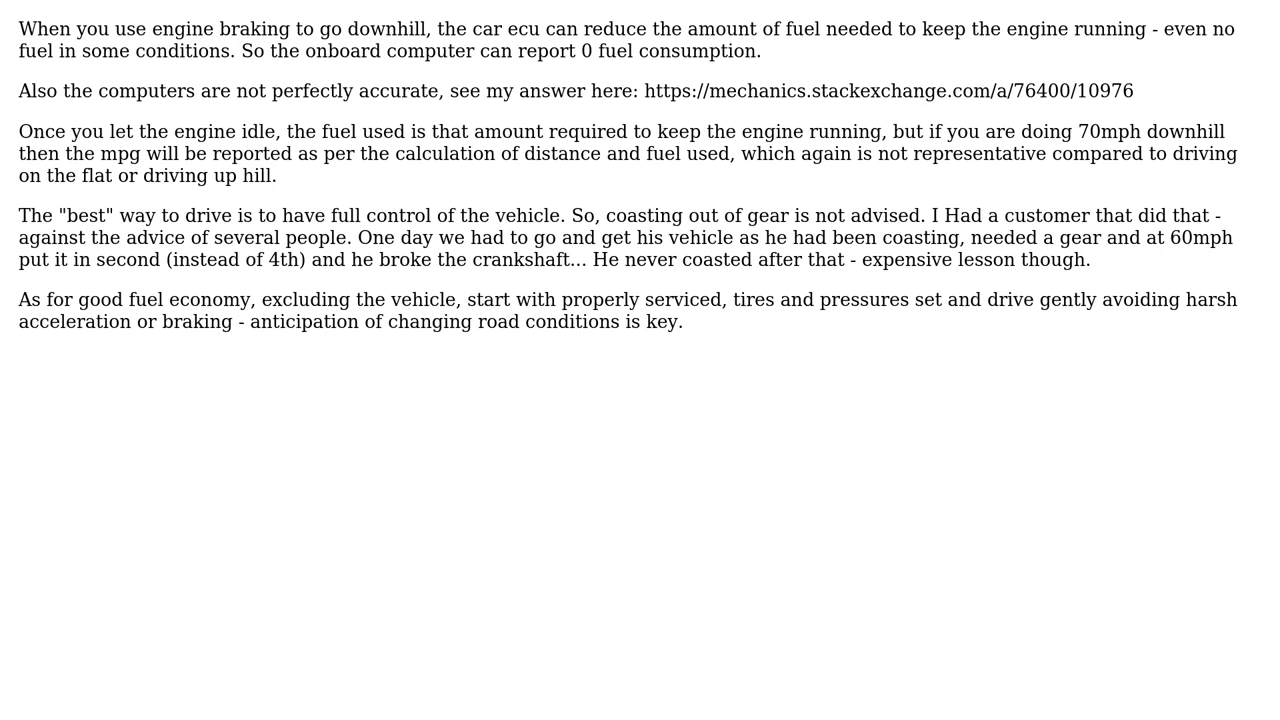 When you use engine braking to go downhill, the car ecu can reduce the amount of fuel needed to keep the engine running - even no
fuel in some conditions. So the onboard computer can report 0 fuel consumption.
Also the computers are not perfectly accurate, see my answer here: https://mechanics.stackexchange.com/a/76400/10976
Once you let the engine idle, the fuel used is that amount required to keep the engine running, but if you are doing 70mph downhill
then the mpg will be reported as per the calculation of distance and fuel used, which again is not representative compared to driving
on the flat or driving up hill.
The "best" way to drive is to have full control of the vehicle. So, coasting out of gear is not advised. I Had a customer that did that -
against the advice of several people. One day we had to go and get his vehicle as he had been coasting, needed a gear and at 60mph
put it in second (instead of 4th) and he broke the crankshaft... He never coasted after that - expensive lesson though.
As for good fuel economy, excluding the vehicle, start with properly serviced, tires and pressures set and drive gently avoiding harsh
acceleration or braking - anticipation of changing road conditions is key.